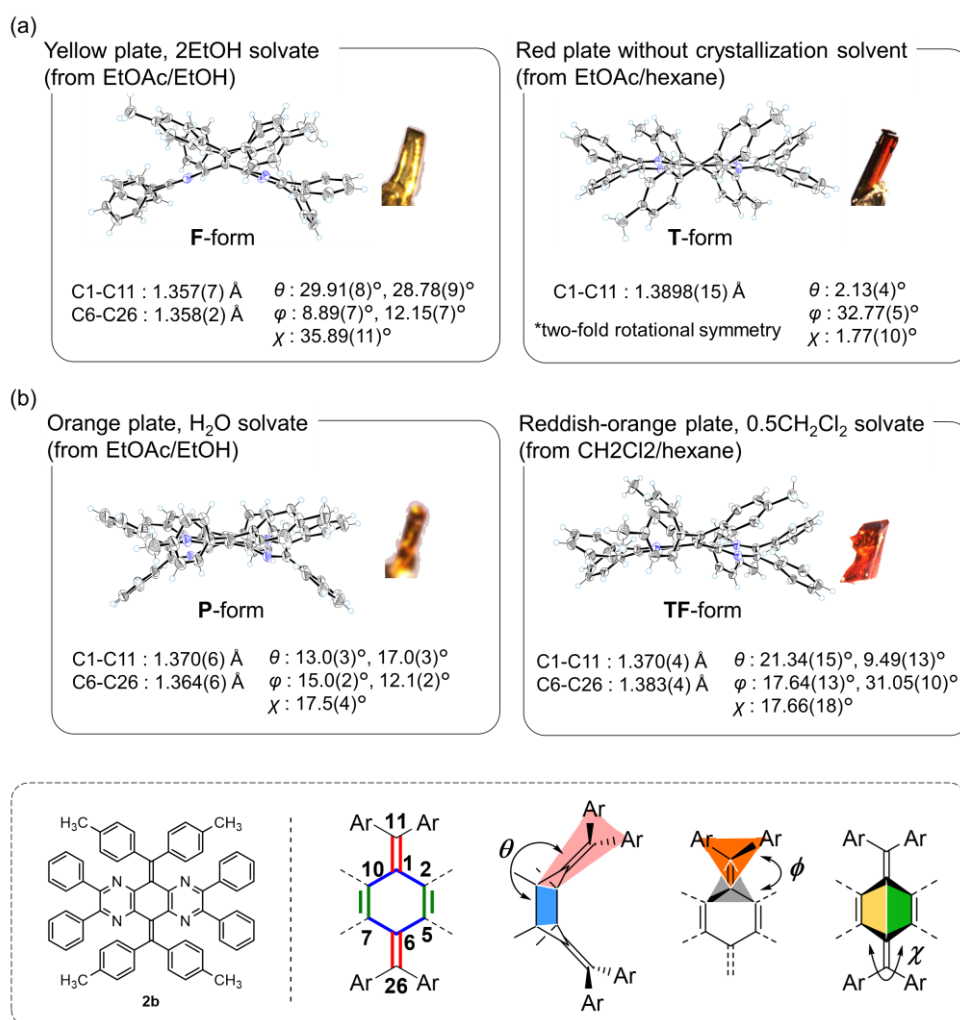 (a)
Yellow plate, 2EtOH solvate
(from EtOAc/EtOH)
F-form
C1-C11 : 1.357(7) Å
C6-C26 : 1.358(2) Å
θ : 29.91(8)º, 28.78(9)º
φ : 8.89(7)º, 12.15(7)º
χ : 35.89(11)º
Red plate without crystallization solvent
(from EtOAc/hexane)
T-form
C1-C11 : 1.3898(15) Å
*two-fold rotational symmetry
θ : 2.13(4)º
φ : 32.77(5)º
χ : 1.77(10)º
(b)
Orange plate, H₂O solvate
(from EtOAc/EtOH)
P-form
C1-C11 : 1.370(6) Å
C6-C26 : 1.364(6) Å
θ : 13.0(3)º, 17.0(3)º
φ : 15.0(2)º, 12.1(2)º
χ : 17.5(4)º
Reddish-orange plate, 0.5CH₂Cl₂ solvate
(from CH2Cl2/hexane)
TF-form
C1-C11 : 1.370(4) Å
C6-C26 : 1.383(4) Å
θ : 21.34(15)º, 9.49(13)º
φ : 17.64(13)º, 31.05(10)º
χ : 17.66(18)º
H₃C CH₃
N N
N N
H₃C CH₃
2b
Ar 11 Ar
10 1 2
7 6 5
Ar 26 Ar
Ar
Ar
θ
Ar
Ar
Ar Ar
ϕ
Ar Ar
Ar Ar
χ